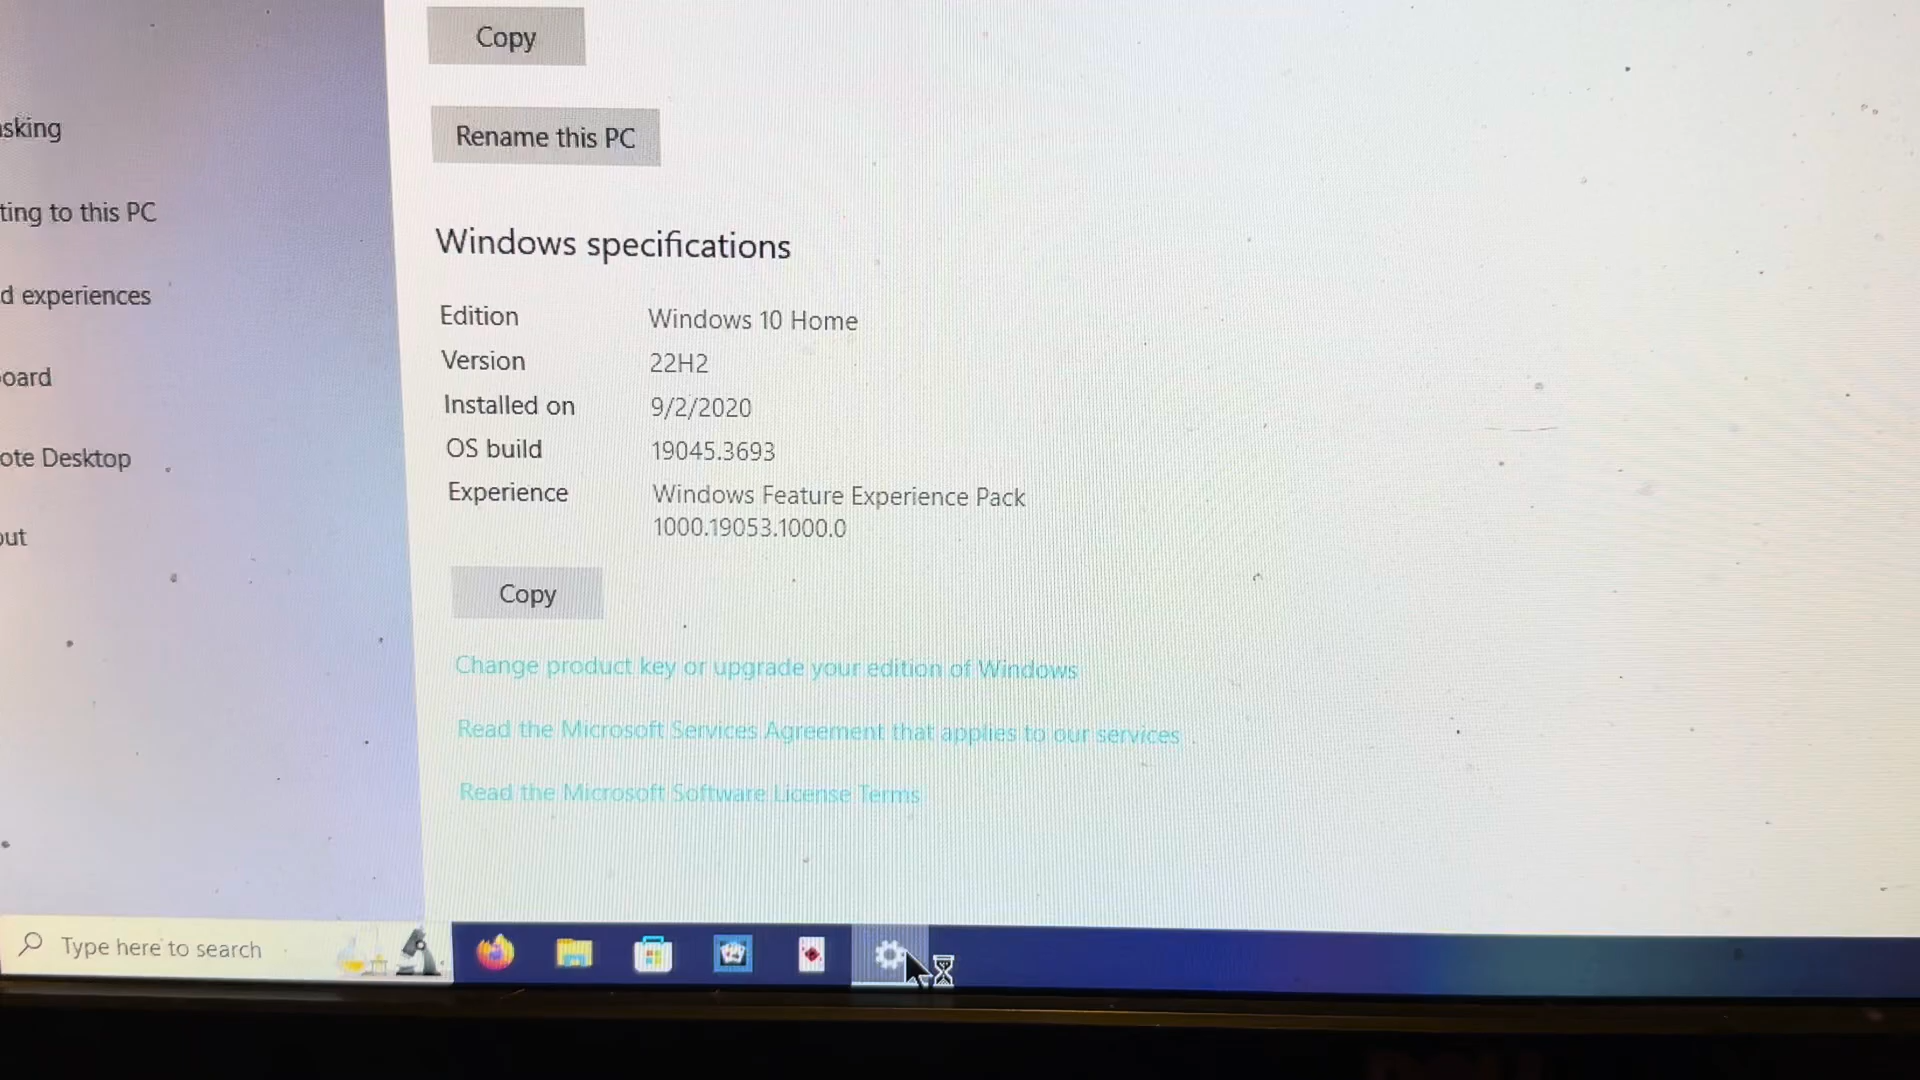 Copy
Rename this PC
asking
ting to this PC
Windows specifications
d experiences
Edition Windows 10 Home
Version 22H2
oard
Installed on 9/2/2020
OS build 19045.3693
ote Desktop
Experience Windows Feature Experience Pack
1000.19053.1000.0
out
Copy
Change product key or upgrade your edition of Windows
Read the Microsoft Services Agreement that applies to our services
Read the Microsoft Software License Terms
Type here to search